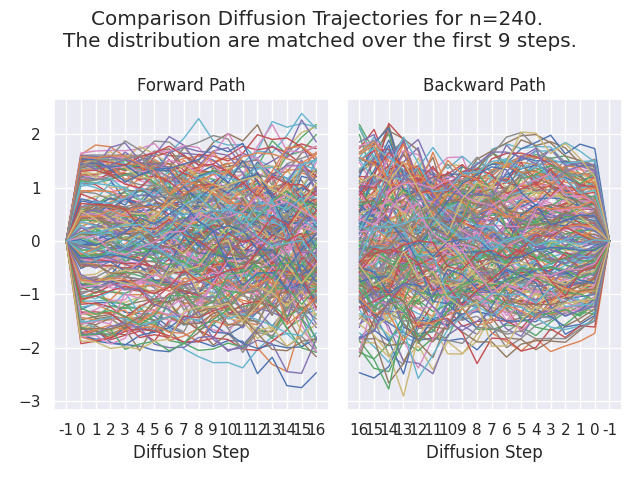 Comparison Diffusion Trajectories for n=240.
The distribution are matched over the first 9 steps.
Forward Path
Backward Path
2
1
0
−1
−2
−3
-1 0 1 2 3 4 5 6 7 8 9 10 11 12 13 14 15 16
16 15 14 13 12 11 10 9 8 7 6 5 4 3 2 1 0 -1
Diffusion Step
Diffusion Step